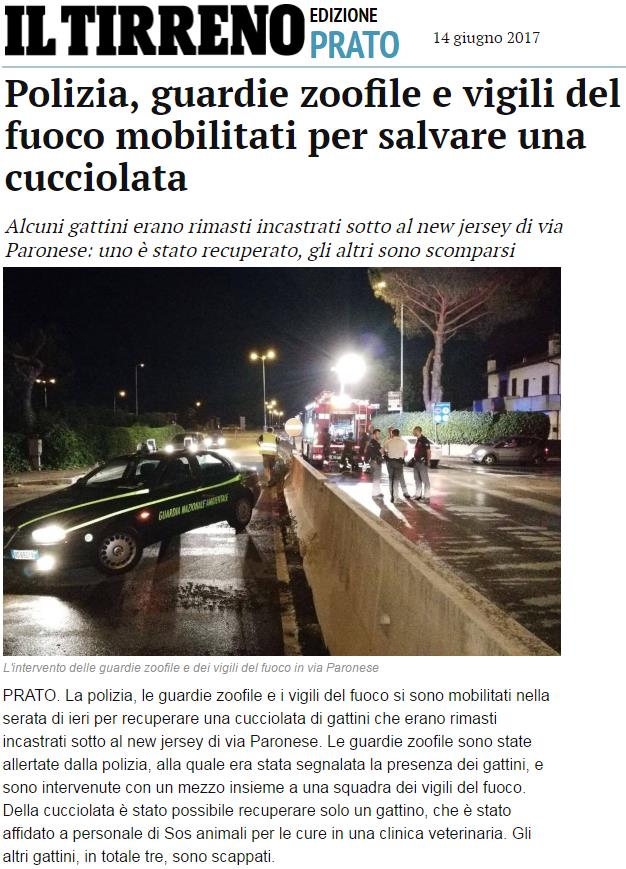 IL TIRRENO
EDIZIONE
PRATO
14 giugno 2017
Polizia, guardie zoofile e vigili del
fuoco mobilitati per salvare una
cucciolata
Alcuni gattini erano rimasti incastrati sotto al new jersey di via
Paronese: uno è stato recuperato, gli altri sono scomparsi
GUARDIA NAZIONALE AMBIENTALE
L'intervento delle guardie zoofile e dei vigili del fuoco in via Paronese
PRATO. La polizia, le guardie zoofile e i vigili del fuoco si sono mobilitati nella
serata di ieri per recuperare una cucciolata di gattini che erano rimasti
incastrati sotto al new jersey di via Paronese. Le guardie zoofile sono state
allertate dalla polizia, alla quale era stata segnalata la presenza dei gattini, e
sono intervenute con un mezzo insieme a una squadra dei vigili del fuoco.
Della cucciolata è stato possibile recuperare solo un gattino, che è stato
affidato a personale di Sos animali per le cure in una clinica veterinaria. Gli
altri gattini, in totale tre, sono scappati.